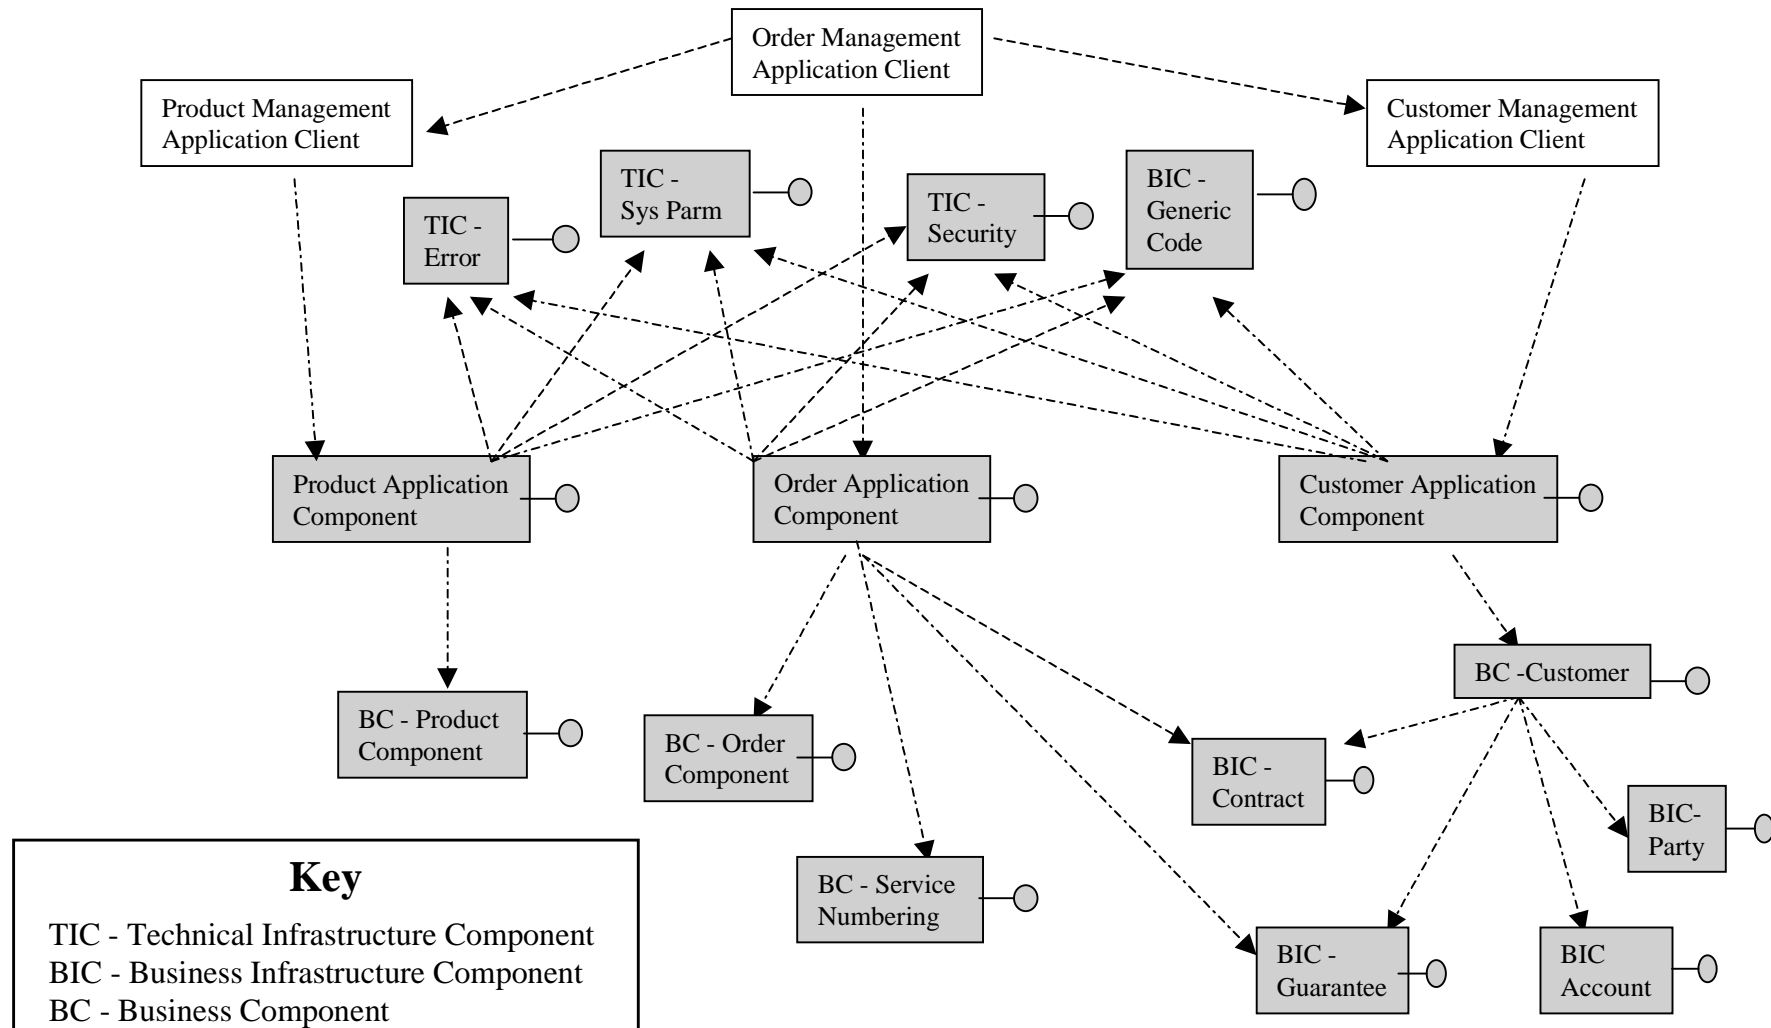 Order Management
Application Client
Product Management
Application Client
Customer Management
Application Client
TIC -
Sys Parm
TIC -
Security
BIC -
Generic
Code
TIC -
Error
Product Application
Component
Order Application
Component
Customer Application
Component
BC -Customer
BC - Product
Component
BC - Order
Component
BIC -
Contract
BIC-
Party
BC - Service
Numbering
BIC -
Guarantee
BIC
Account
Key
TIC - Technical Infrastructure Component
BIC - Business Infrastructure Component
BC - Business Component